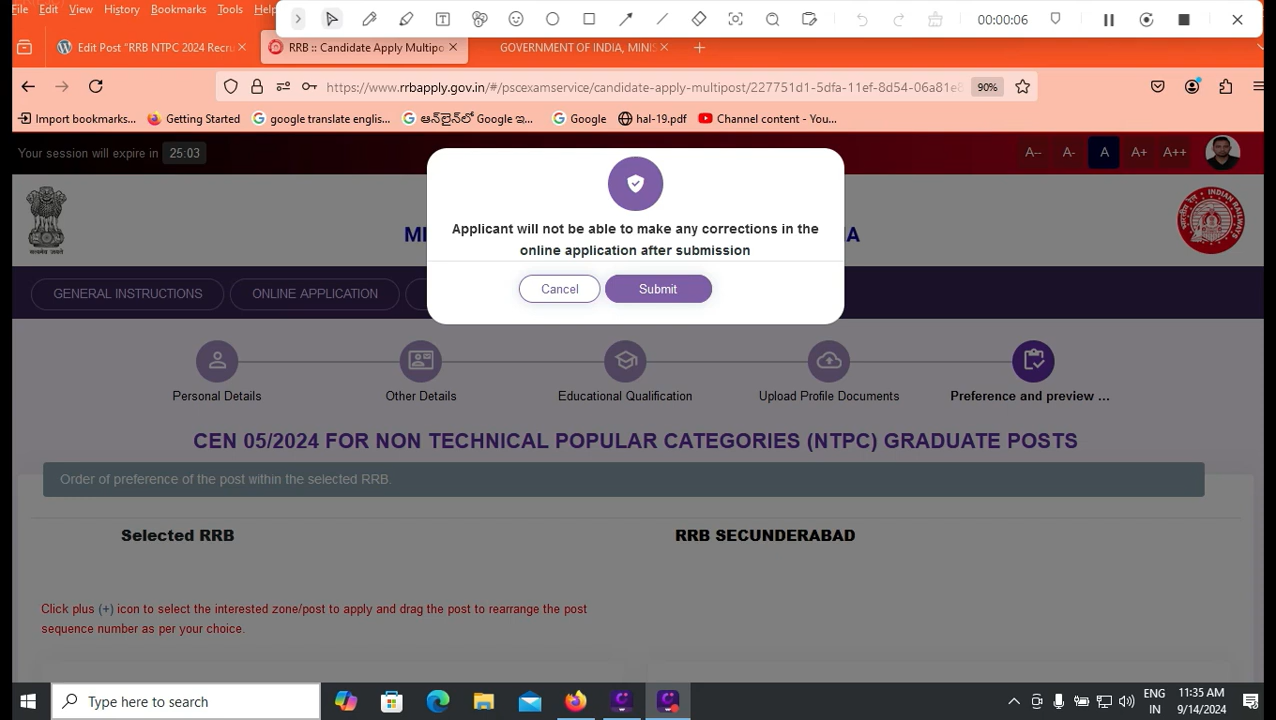 File Edit View History Bookmarks Tools Help
00:00:06
Edit Post "RRB NTPC 2024 Recru
RRB :: Candidate Apply Multipo
GOVERNMENT OF INDIA, MINIS
https://www.rrbapply.gov.in/#/pscexamservice/candidate-apply-multipost/227751d1-5dfa-11ef-8d54-06a81e8
90%
Import bookmarks... Getting Started google translate englis... ఆన్‌లైన్‌లో Google ఇ... Google hal-19.pdf Channel content - You...
Your session will expire in 25:03
A-- A- A A+ A++
Applicant will not be able to make any corrections in the
online application after submission
Cancel Submit
GENERAL INSTRUCTIONS ONLINE APPLICATION
INDIAN RAILWAYS
Personal Details Other Details Educational Qualification Upload Profile Documents Preference and preview ...
CEN 05/2024 FOR NON TECHNICAL POPULAR CATEGORIES (NTPC) GRADUATE POSTS
Order of preference of the post within the selected RRB.
Selected RRB RRB SECUNDERABAD
Click plus (+) icon to select the interested zone/post to apply and drag the post to rearrange the post
sequence number as per your choice.
Type here to search
ENG
IN
11:35 AM
9/14/2024